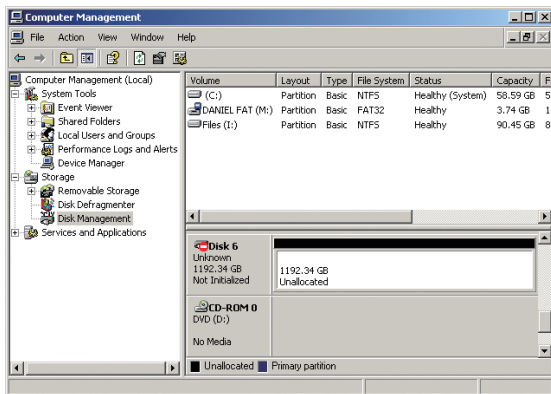 Computer Management
File Action View Window Help
Computer Management (Local)
System Tools
Event Viewer
Shared Folders
Local Users and Groups
Performance Logs and Alerts
Device Manager
Storage
Removable Storage
Disk Defragmenter
Disk Management
Services and Applications
Volume Layout Type File System Status Capacity F
(C:) Partition Basic NTFS Healthy (System) 58.59 GB 5
DANIEL FAT (M:) Partition Basic FAT32 Healthy 3.74 GB 1
Files (I:) Partition Basic NTFS Healthy 90.45 GB 8
Disk 6
Unknown
1192.34 GB
Not Initialized
1192.34 GB
Unallocated
CD-ROM 0
DVD (D:)
No Media
Unallocated Primary partition